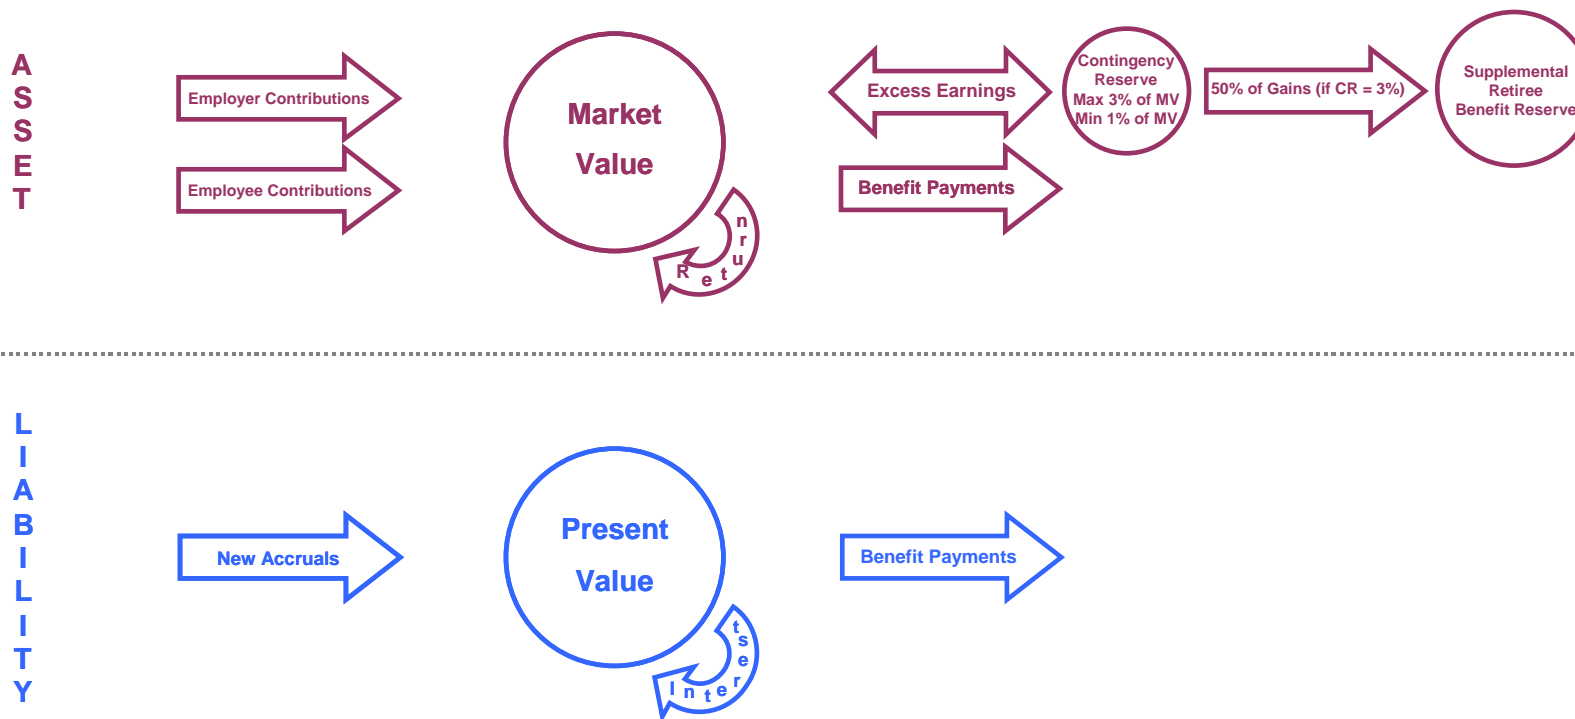 ASSET
Employer Contributions
Employee Contributions
Market
Value
Return
Excess Earnings
Benefit Payments
Contingency
Reserve
Max 3% of MV
Min 1% of MV
50% of Gains (if CR = 3%)
Supplemental
Retiree
Benefit Reserve
LIABILITY
New Accruals
Present
Value
Interest
Benefit Payments